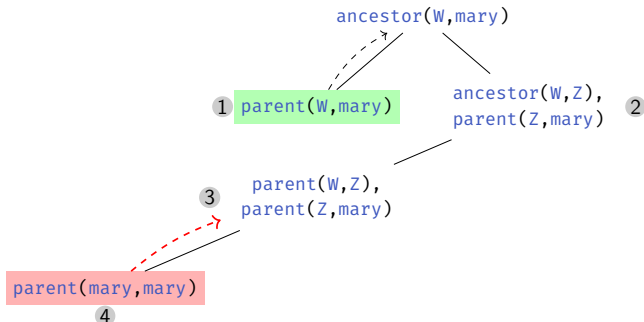 ancestor(W,mary)
1 parent(W,mary)
ancestor(W,Z),
parent(Z,mary)
2
3
parent(W,Z),
parent(Z,mary)
parent(mary,mary)
4